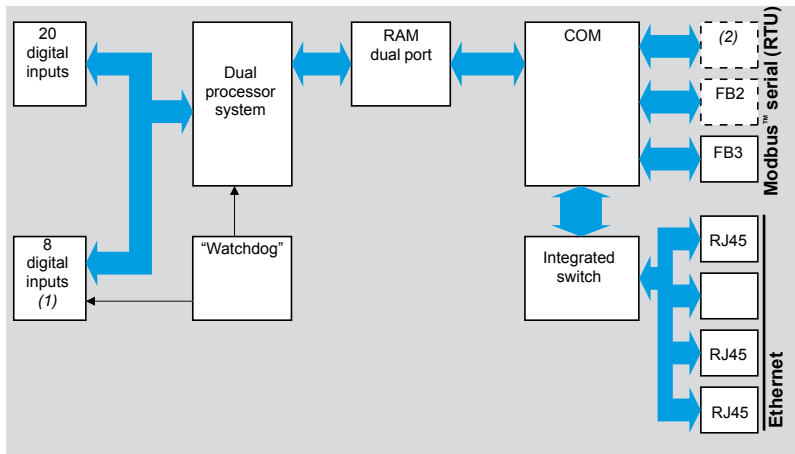 20
digital
inputs
Dual
processor
system
RAM
dual port
COM
(2)
FB2
FB3
Modbus™ serial (RTU)
8
digital
inputs
(1)
“Watchdog”
Integrated
switch
RJ45
RJ45
RJ45
Ethernet